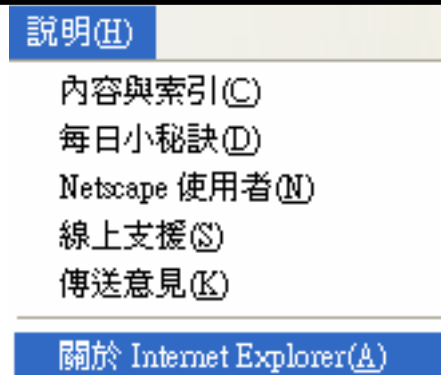 說明(H)
內容與索引(C)
每日小秘訣(D)
Netscape 使用者(N)
線上支援(S)
傳送意見(K)
關於 Internet Explorer(A)